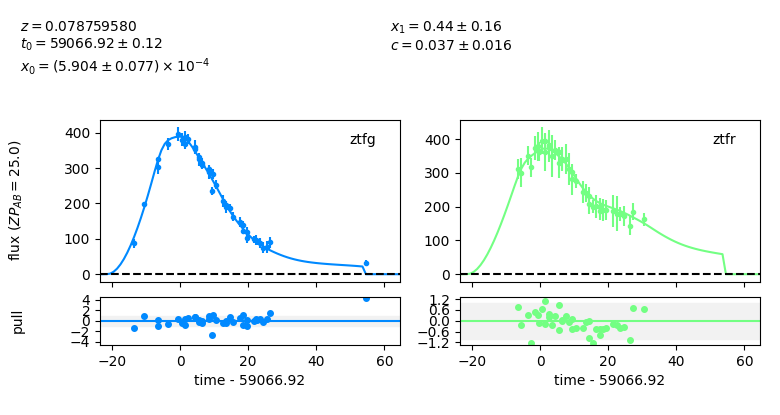 z = 0.078759580
t₀ = 59066.92 ± 0.12
x₀ = (5.904 ± 0.077) × 10⁻⁴
x₁ = 0.44 ± 0.16
c = 0.037 ± 0.016
flux (ZP_AB = 25.0)
400
300
200
100
0
ztfg
400
300
200
100
0
ztfr
pull
4
2
0
−2
−4
−20 0 20 40 60
time - 59066.92
1.2
0.6
0.0
−0.6
−1.2
−20 0 20 40 60
time - 59066.92